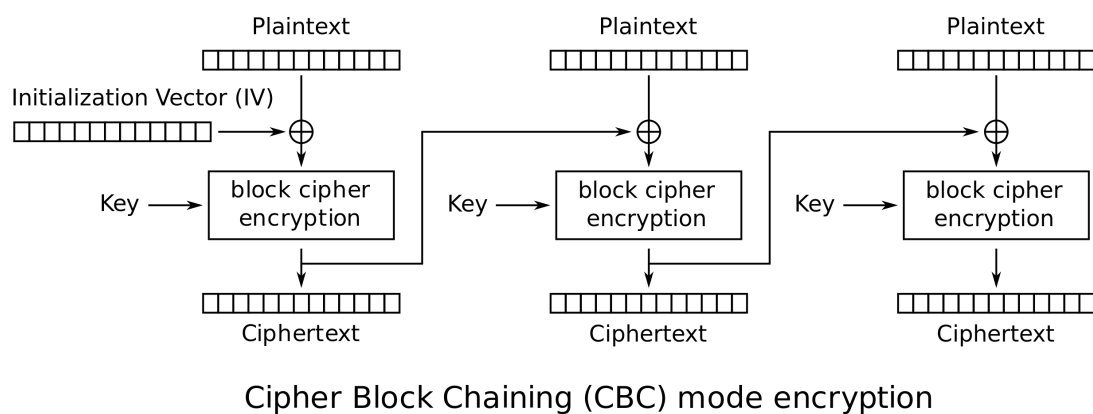 Plaintext
Plaintext
Plaintext
Initialization Vector (IV)
Key
block cipher
encryption
Key
block cipher
encryption
Key
block cipher
encryption
Ciphertext
Ciphertext
Ciphertext
Cipher Block Chaining (CBC) mode encryption